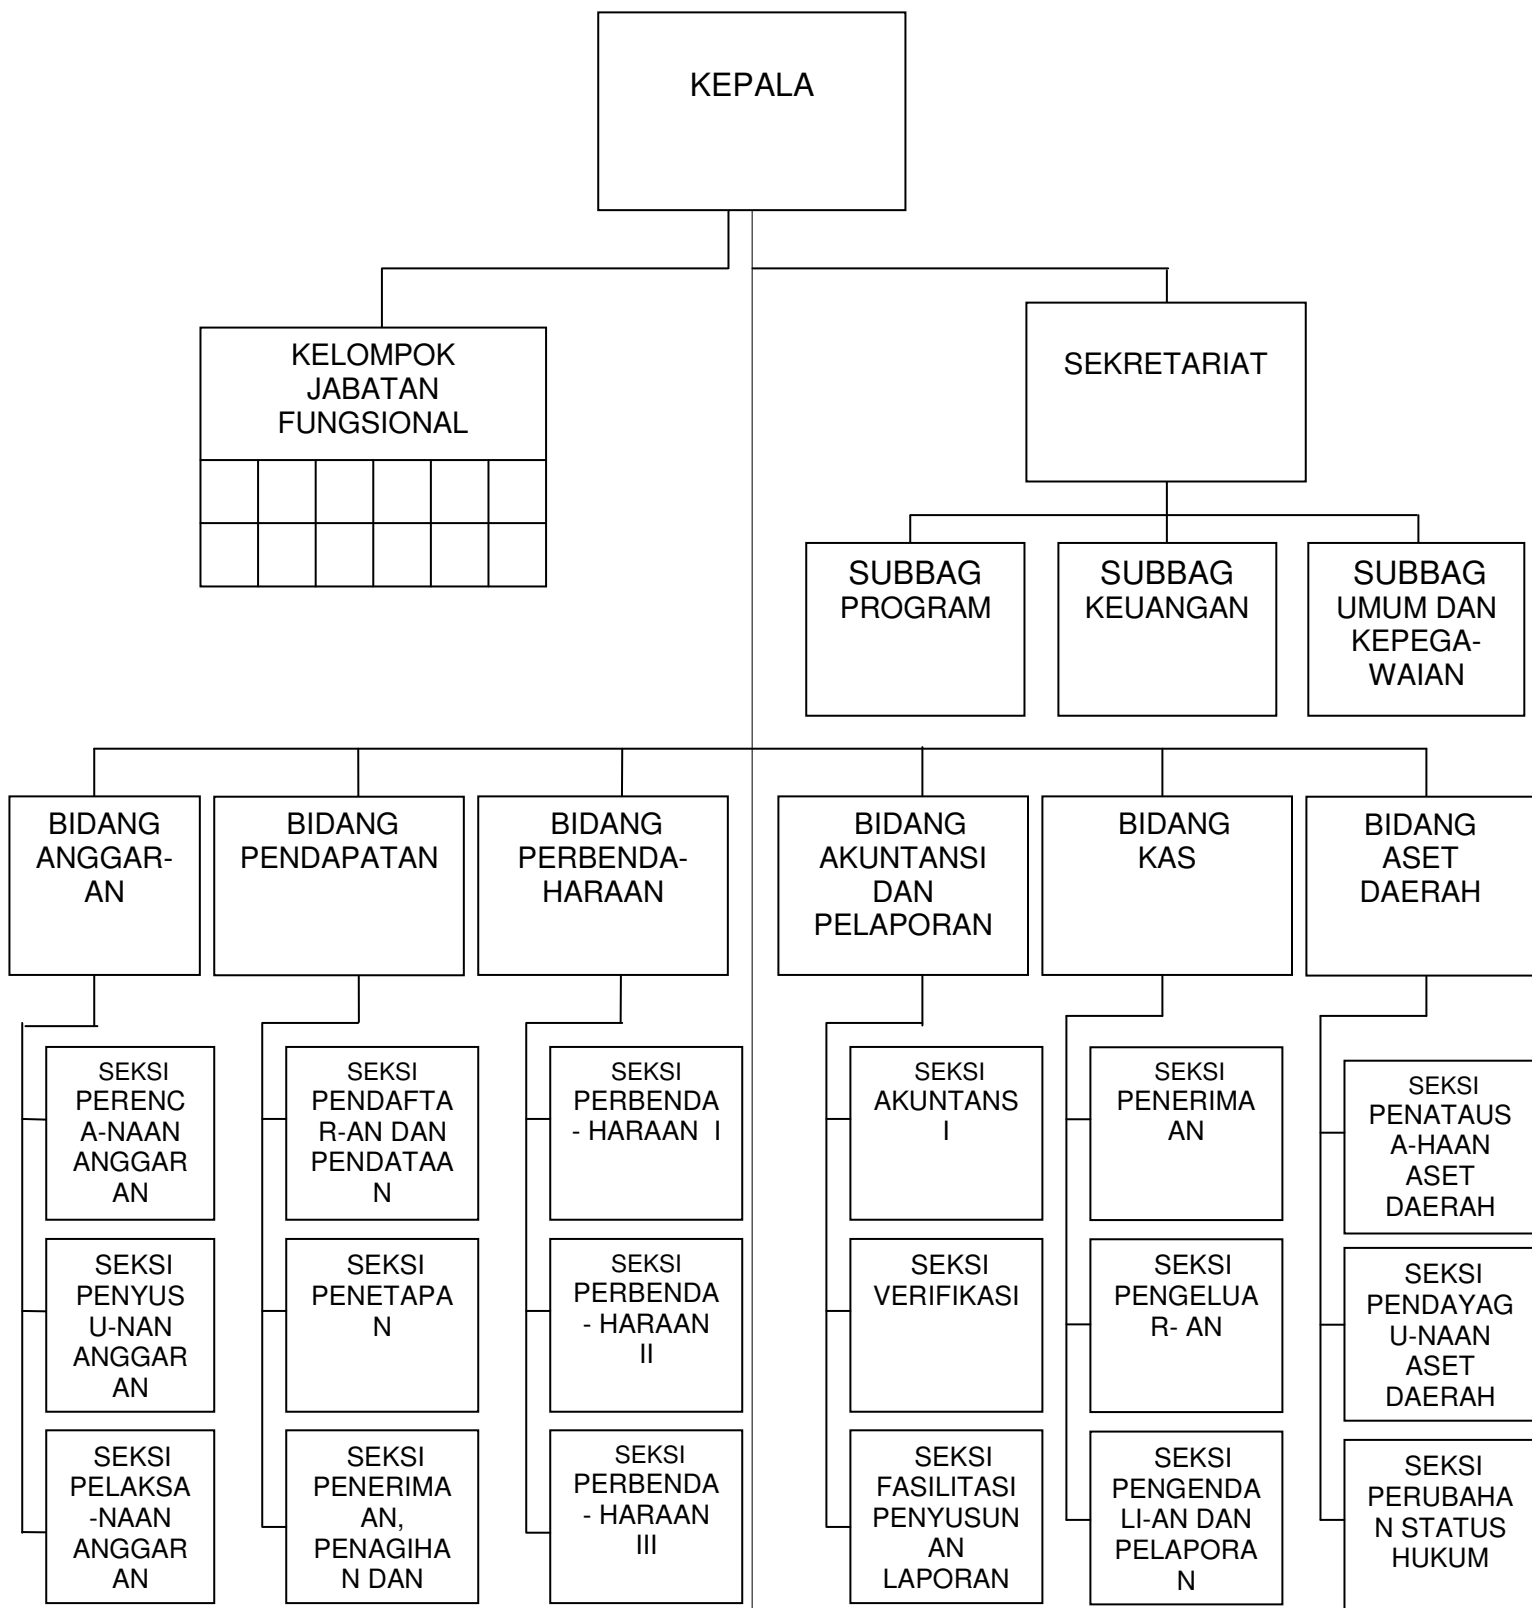 KEPALA
KELOMPOK
JABATAN
FUNGSIONAL
SEKRETARIAT
SUBBAG
PROGRAM
SUBBAG
KEUANGAN
SUBBAG
UMUM DAN
KEPEGA-
WAIAN
BIDANG
ANGGAR-
AN
BIDANG
PENDAPATAN
BIDANG
PERBENDA-
HARAAN
BIDANG
AKUNTANSI
DAN
PELAPORAN
BIDANG
KAS
BIDANG
ASET
DAERAH
SEKSI
PERENC
A-NAAN
ANGGAR
AN
SEKSI
PENDAFTA
R-AN DAN
PENDATAA
N
SEKSI
PERBENDA
- HARAAN I
SEKSI
AKUNTANS
I
SEKSI
PENERIMA
AN
SEKSI
PENATAUS
A-HAAN
ASET
DAERAH
SEKSI
PENYUS
U-NAN
ANGGAR
AN
SEKSI
PENETAPA
N
SEKSI
PERBENDA
- HARAAN
II
SEKSI
VERIFIKASI
SEKSI
PENGELUA
R- AN
SEKSI
PENDAYAG
U-NAAN
ASET
DAERAH
SEKSI
PELAKSA
-NAAN
ANGGAR
AN
SEKSI
PENERIMA
AN,
PENAGIHA
N DAN
SEKSI
PERBENDA
- HARAAN
III
SEKSI
FASILITASI
PENYUSUN
AN
LAPORAN
SEKSI
PENGENDA
LI-AN DAN
PELAPORA
N
SEKSI
PERUBAHA
N STATUS
HUKUM